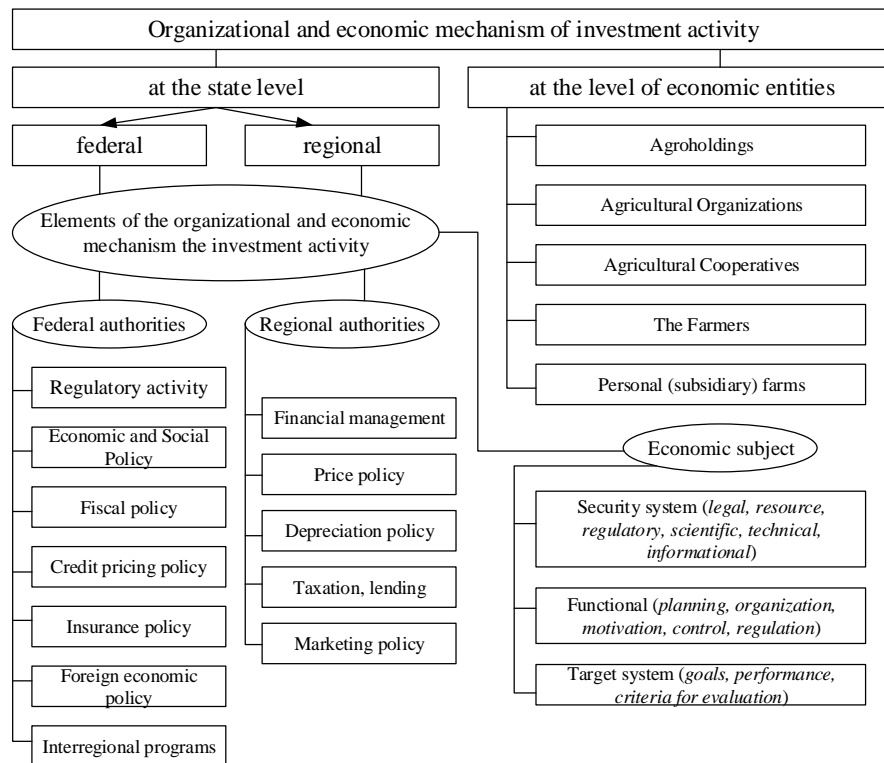 Organizational and economic mechanism of investment activity
at the state level
at the level of economic entities
federal
regional
Agroholdings
Agricultural Organizations
Agricultural Cooperatives
The Farmers
Personal (subsidiary) farms
Elements of the organizational and economic
mechanism the investment activity
Federal authorities
Regional authorities
Regulatory activity
Economic and Social
Policy
Fiscal policy
Credit pricing policy
Insurance policy
Foreign economic
policy
Interregional programs
Financial management
Price policy
Depreciation policy
Taxation, lending
Marketing policy
Economic subject
Security system (legal, resource,
regulatory, scientific, technical,
informational)
Functional (planning, organization,
motivation, control, regulation)
Target system (goals, performance,
criteria for evaluation)